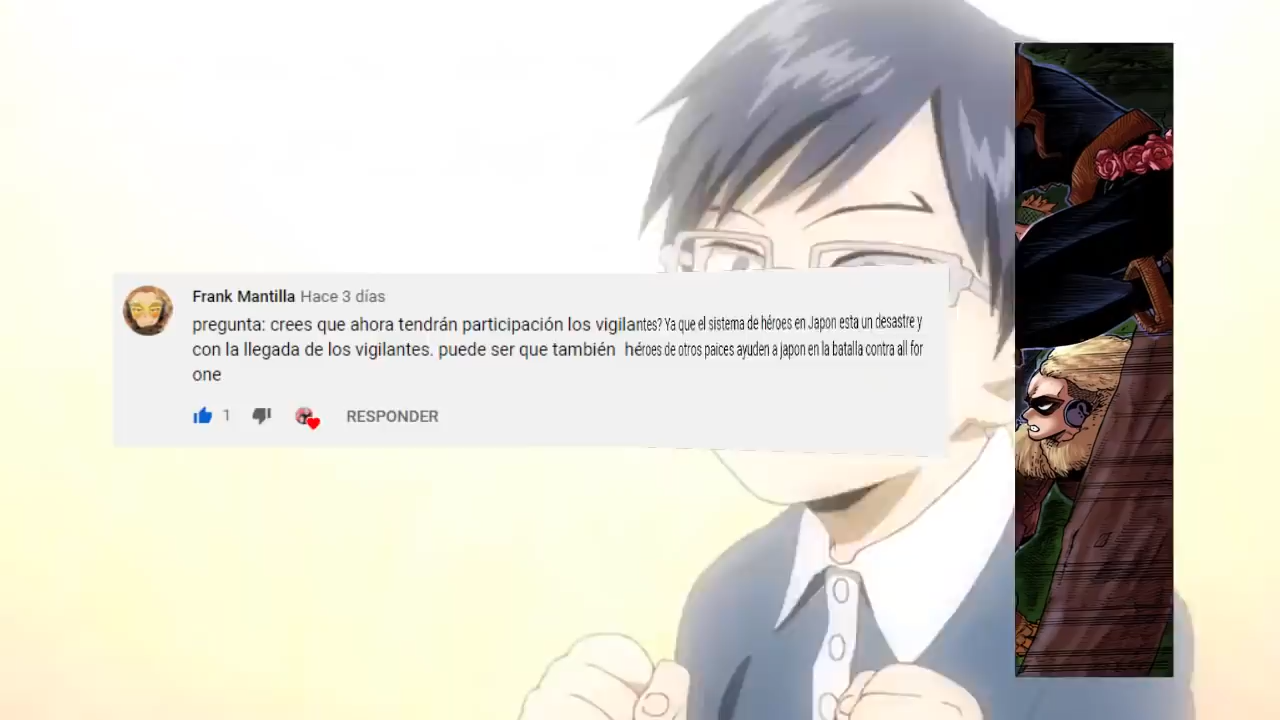 Frank Mantilla Hace 3 días
pregunta: crees que ahora tendrán participación los vigilantes? Ya que el sistema de héroes en Japon esta un desastre y
con la llegada de los vigilantes. puede ser que también héroes de otros paices ayuden a japon en la batalla contra all for
one
1 RESPONDER